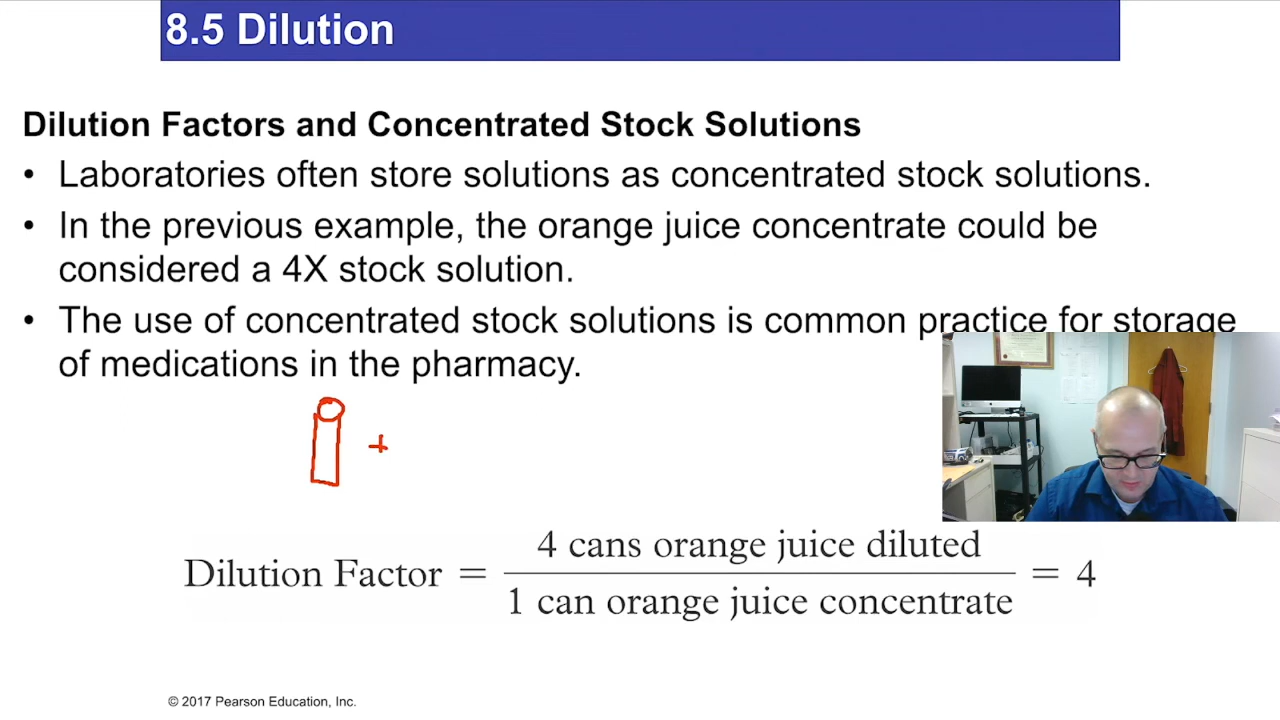 8.5 Dilution
Dilution Factors and Concentrated Stock Solutions
• Laboratories often store solutions as concentrated stock solutions.
• In the previous example, the orange juice concentrate could be
considered a 4X stock solution.
• The use of concentrated stock solutions is common practice for storage
of medications in the pharmacy.
+
Dilution Factor = 4 cans orange juice diluted / 1 can orange juice concentrate = 4
© 2017 Pearson Education, Inc.